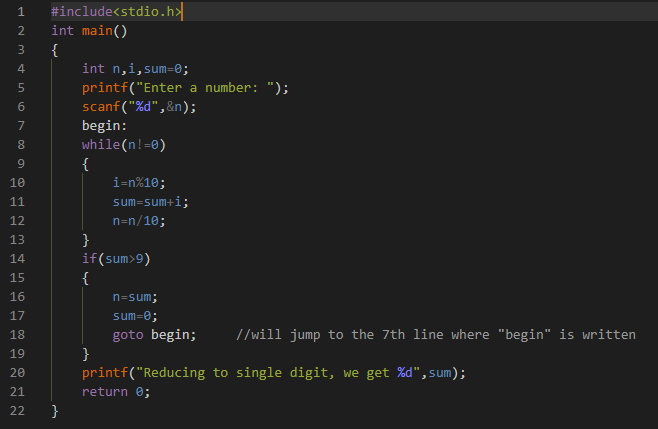 1 #include<stdio.h>
2 int main()
3 {
4 int n,i,sum=0;
5 printf("Enter a number: ");
6 scanf("%d",&n);
7 begin:
8 while(n!=0)
9 {
10 i=n%10;
11 sum=sum+i;
12 n=n/10;
13 }
14 if(sum>9)
15 {
16 n=sum;
17 sum=0;
18 goto begin; //will jump to the 7th line where "begin" is written
19 }
20 printf("Reducing to single digit, we get %d",sum);
21 return 0;
22 }